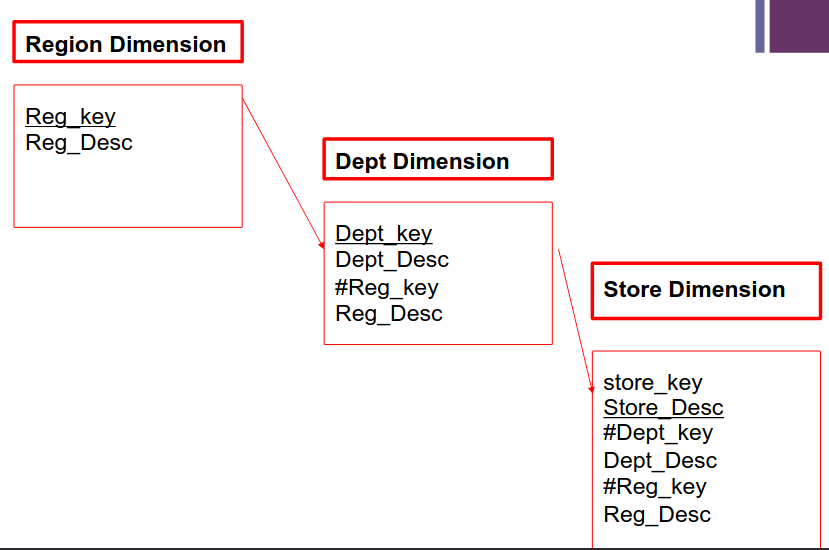 Region Dimension
Reg_key
Reg_Desc
Dept Dimension
Dept_key
Dept_Desc
#Reg_key
Reg_Desc
Store Dimension
store_key
Store_Desc
#Dept_key
Dept_Desc
#Reg_key
Reg_Desc